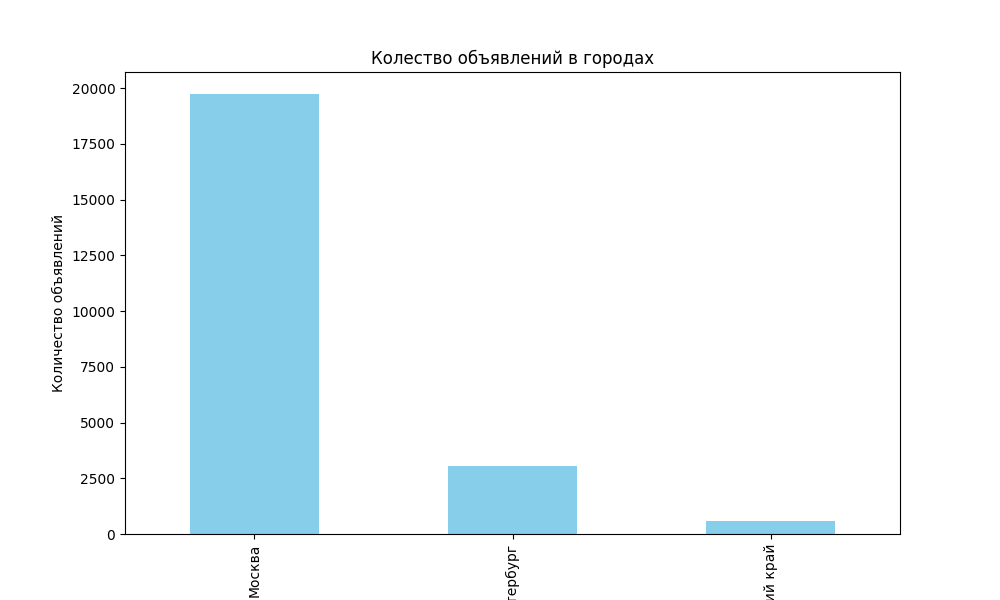 Колество объявлений в городах
Количество объявлений
20000
17500
15000
12500
10000
7500
5000
2500
0
Москва
тербург
ий край